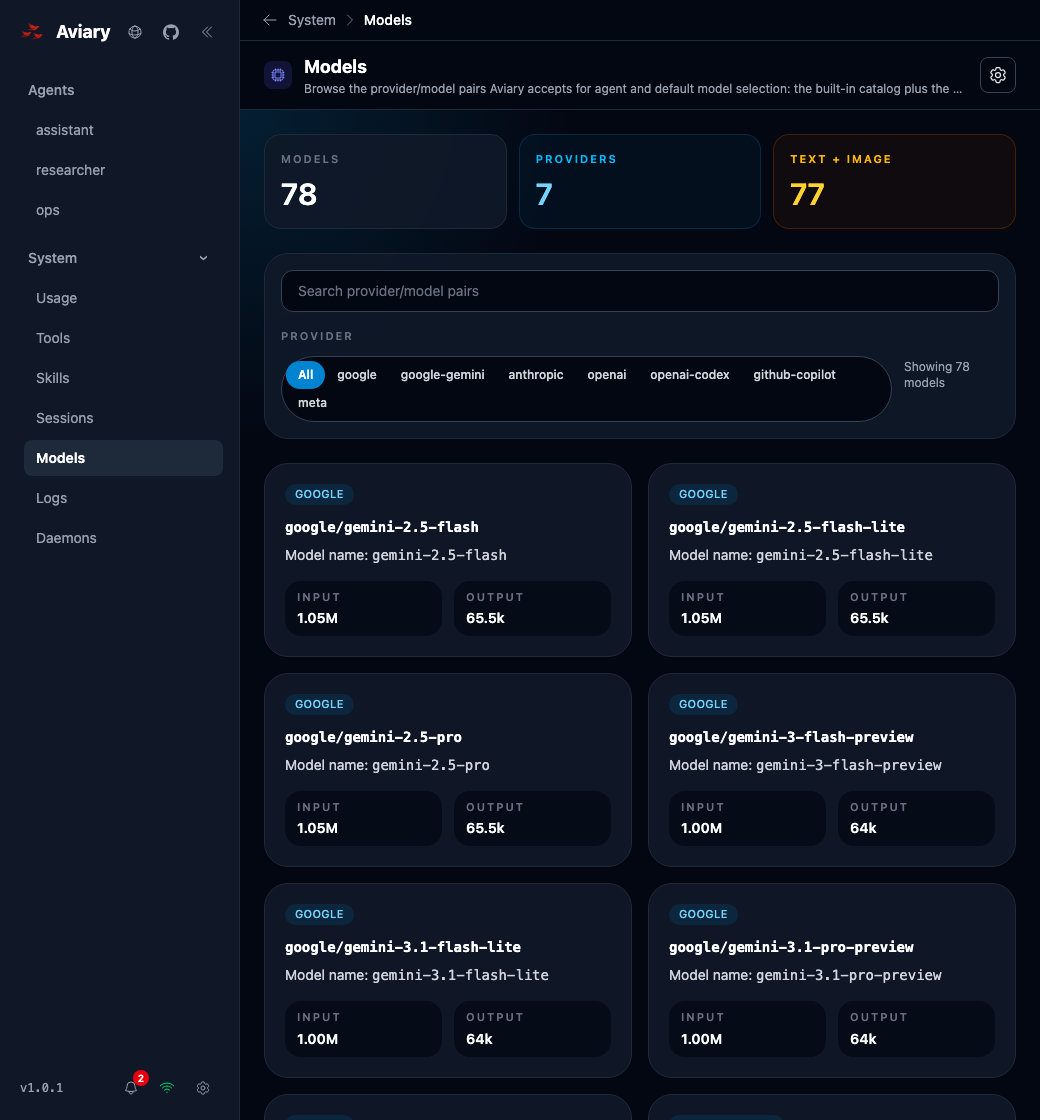 Aviary
Agents
assistant
researcher
ops
System
Usage
Tools
Skills
Sessions
Models
Logs
Daemons
v1.0.1
2
System
Models
Models
Browse the provider/model pairs Aviary accepts for agent and default model selection: the built-in catalog plus the ...
MODELS
78
PROVIDERS
7
TEXT + IMAGE
77
Search provider/model pairs
PROVIDER
All google google-gemini anthropic openai openai-codex github-copilot
meta
Showing 78
models
GOOGLE
google/gemini-2.5-flash
Model name: gemini-2.5-flash
INPUT
1.05M
OUTPUT
65.5k
GOOGLE
google/gemini-2.5-flash-lite
Model name: gemini-2.5-flash-lite
INPUT
1.05M
OUTPUT
65.5k
GOOGLE
google/gemini-2.5-pro
Model name: gemini-2.5-pro
INPUT
1.05M
OUTPUT
65.5k
GOOGLE
google/gemini-3-flash-preview
Model name: gemini-3-flash-preview
INPUT
1.00M
OUTPUT
64k
GOOGLE
google/gemini-3.1-flash-lite
Model name: gemini-3.1-flash-lite
INPUT
1.00M
OUTPUT
64k
GOOGLE
google/gemini-3.1-pro-preview
Model name: gemini-3.1-pro-preview
INPUT
1.00M
OUTPUT
64k